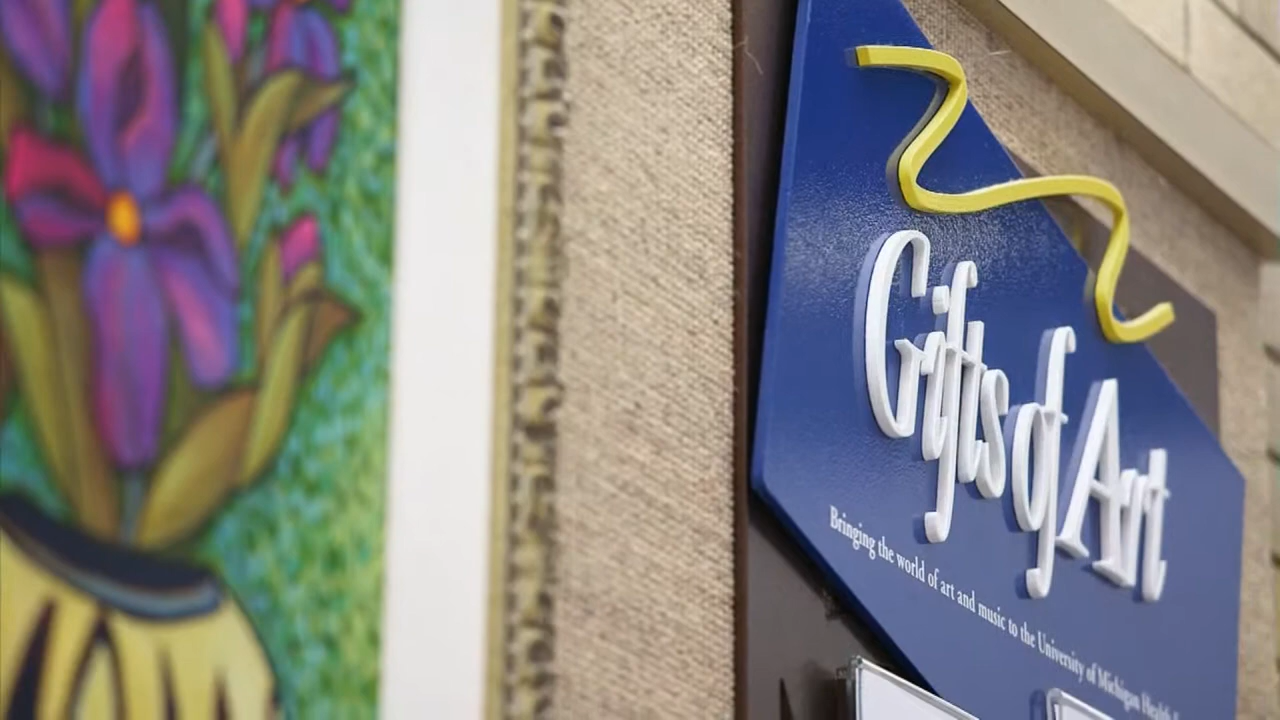 Gifts of Art
Bringing the world of art and music to the University of Michigan Health